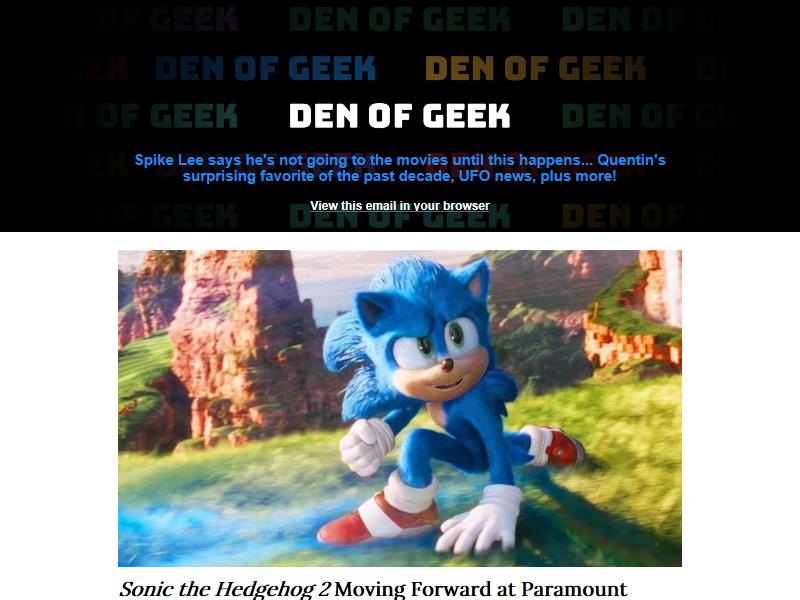 DEN OF GEEK DEN OF GEEK DEN OF GEEK
GEEK DEN OF GEEK DEN OF GEEK DE
N OF GEEK DEN OF GEEK DEN OF GE
Spike Lee says he's not going to the movies until this happens... Quentin's
surprising favorite of the past decade, UFO news, plus more!
View this email in your browser
OF GEEK DEN OF GEEK DEN OF G
Sonic the Hedgehog 2 Moving Forward at Paramount